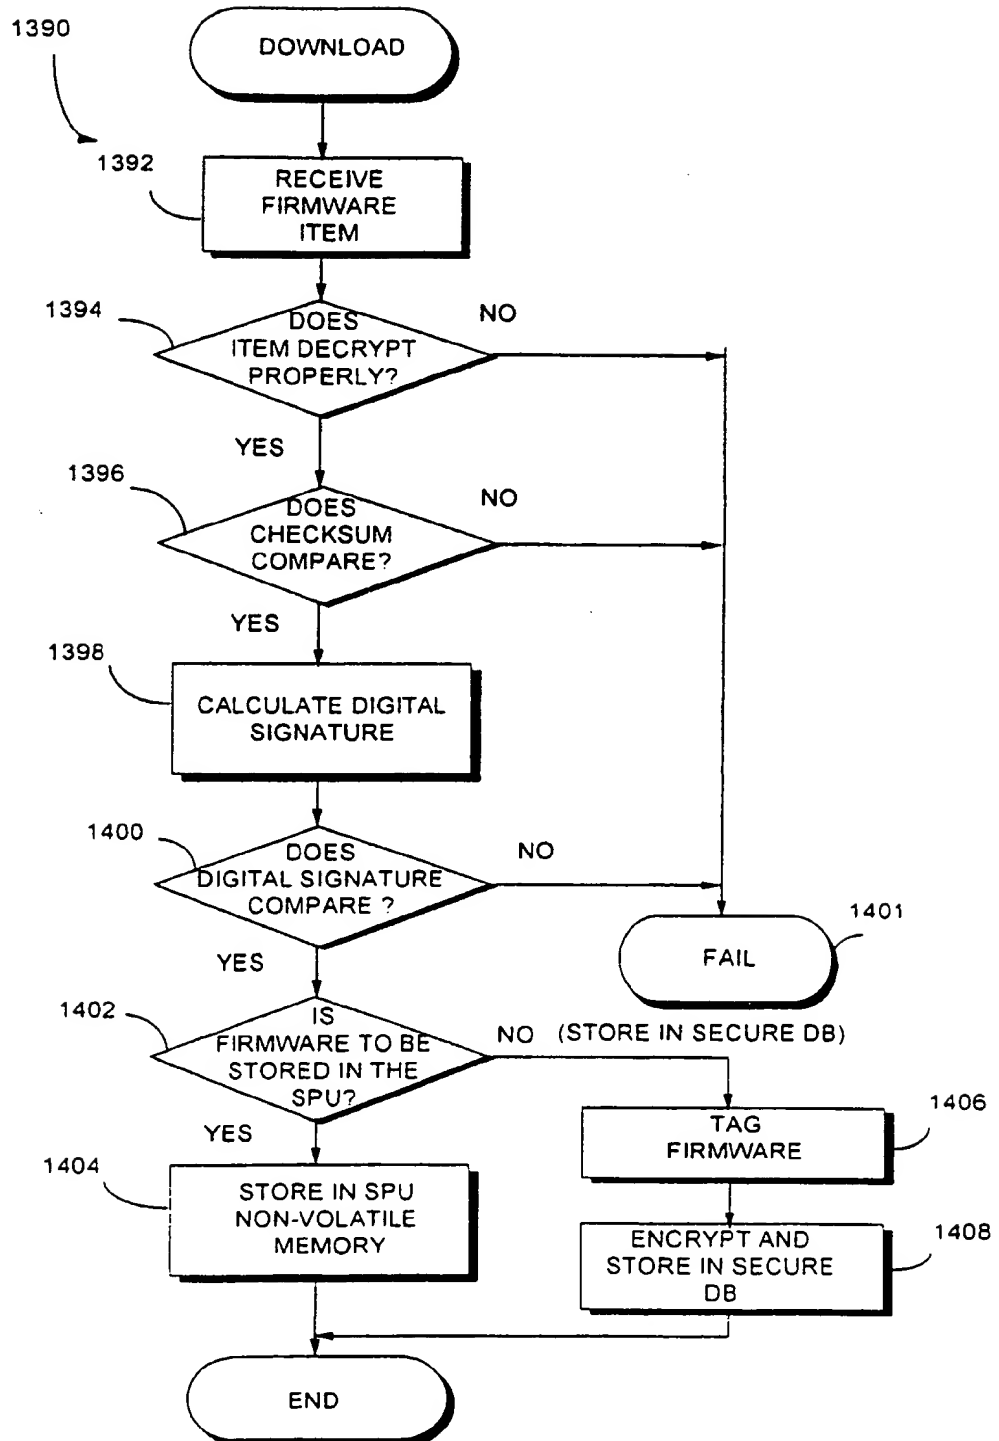 1390
DOWNLOAD
1392
RECEIVE
FIRMWARE
ITEM
1394
DOES
ITEM DECRYPT
PROPERLY?
NO
YES
1396
DOES
CHECKSUM
COMPARE?
NO
YES
1398
CALCULATE DIGITAL
SIGNATURE
1400
DOES
DIGITAL SIGNATURE
COMPARE ?
NO
1401
FAIL
YES
1402
IS
FIRMWARE TO BE
STORED IN THE
SPU?
NO (STORE IN SECURE DB)
YES
1406
TAG
FIRMWARE
1404
STORE IN SPU
NON-VOLATILE
MEMORY
1408
ENCRYPT AND
STORE IN SECURE
DB
END